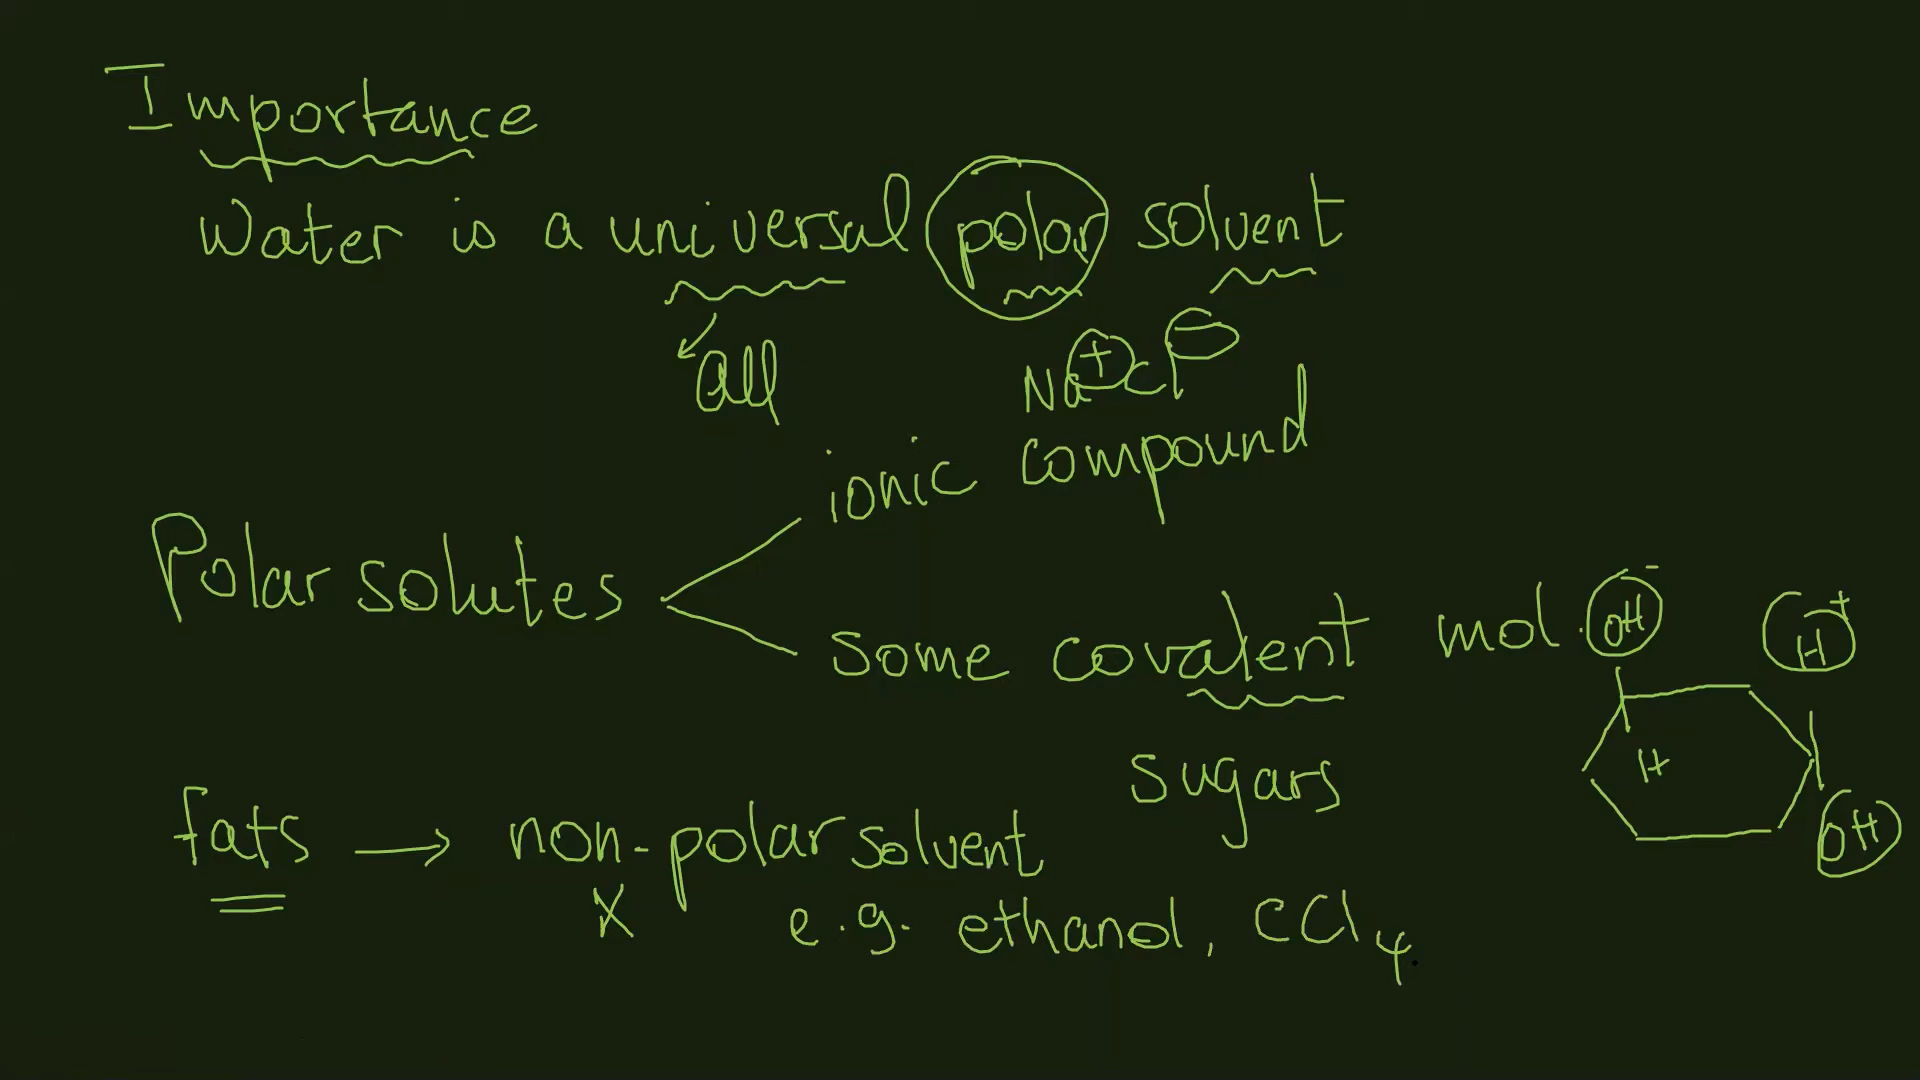 Importance
Water is a universal polar solvent
all
Na+ Cl-
ionic compound
Polar solutes
some covalent mol.
OH-
H+
H
sugars
OH
fats → non-polar solvent
X
e.g. ethanol, CCl4